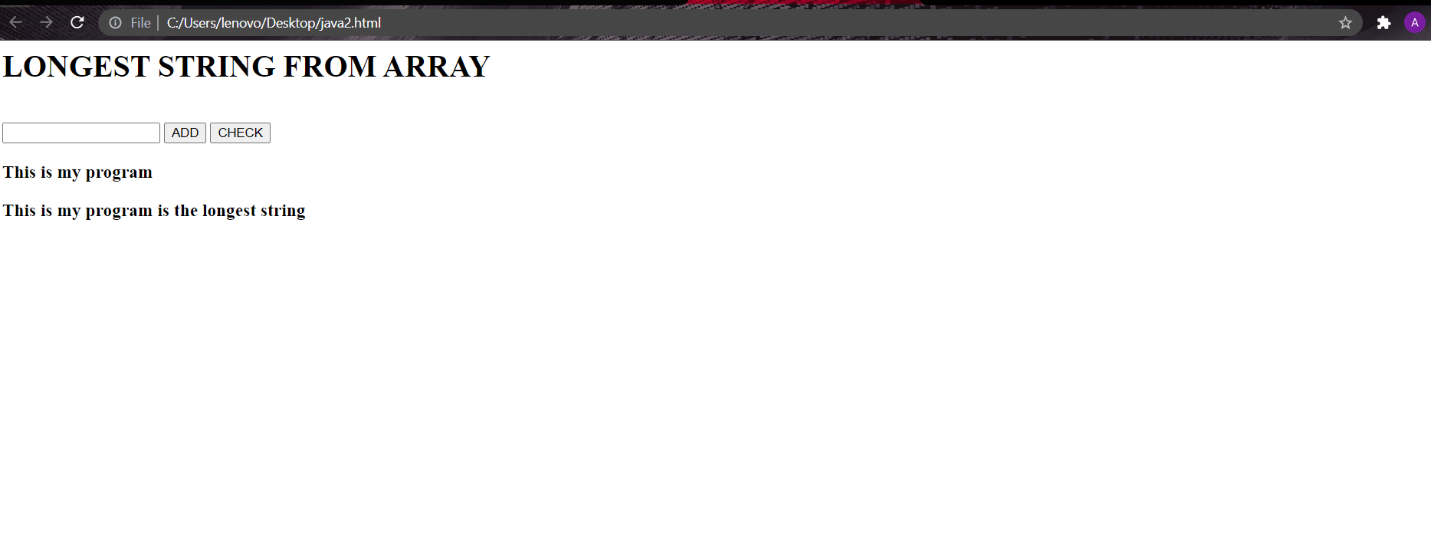 File | C:/Users/lenovo/Desktop/java2.html A
LONGEST STRING FROM ARRAY
ADD CHECK
This is my program
This is my program is the longest string